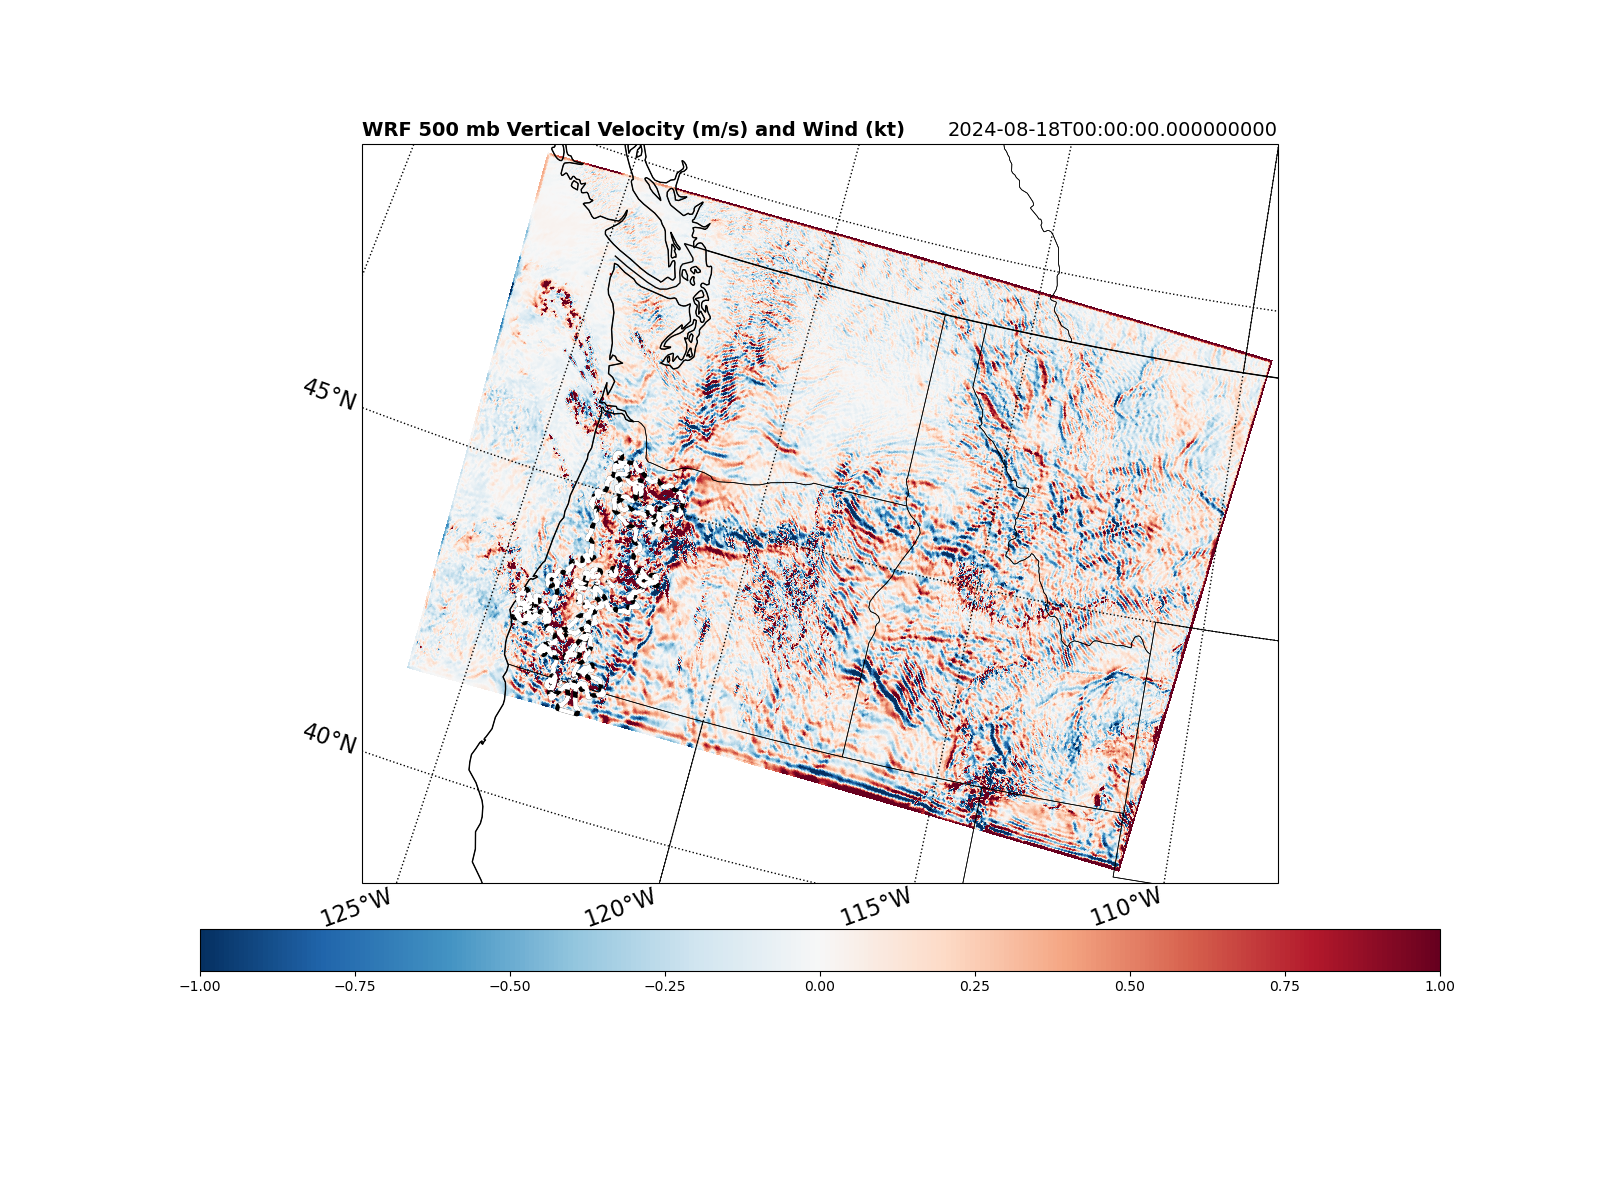 WRF 500 mb Vertical Velocity (m/s) and Wind (kt) 2024-08-18T00:00:00.000000000
45°N
40°N
125°W 120°W 115°W 110°W
−1.00 −0.75 −0.50 −0.25 0.00 0.25 0.50 0.75 1.00